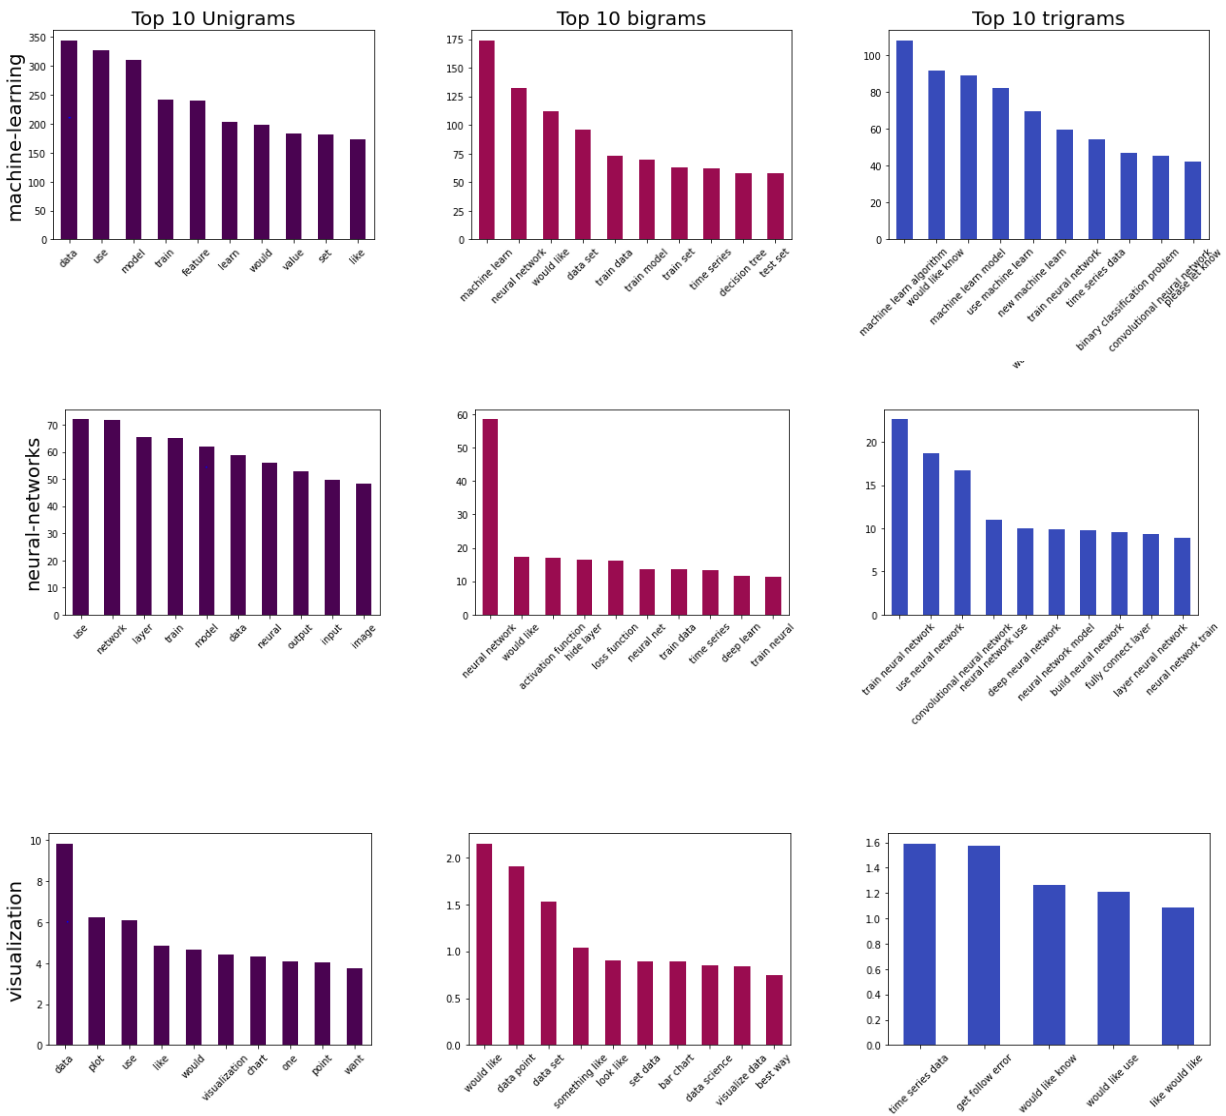 Top 10 Unigrams
Top 10 bigrams
Top 10 trigrams
machine-learning
350
300
250
200
150
100
50
0
data
use
model
train
feature
learn
would
value
set
like
175
150
125
100
75
50
25
0
machine learn
neural network
would like
data set
train data
train model
train set
time series
decision tree
test set
100
80
60
40
20
0
machine learn algorithm
would like know
machine learn model
use machine learn
new machine learn
train neural network
time series data
binary classification problem
convolutional neural network
please let know
neural-networks
70
60
50
40
30
20
10
0
use
network
layer
train
model
data
neural
output
input
image
60
50
40
30
20
10
0
neural network
would like
activation function
hide layer
loss function
neural net
train data
time series
deep learn
train neural
20
15
10
5
0
train neural network
use neural network
convolutional neural network
neural network use
deep neural network
neural network model
build neural network
fully connect layer
layer neural network
neural network train
visualization
10
8
6
4
2
0
data
plot
use
like
would
visualization
chart
one
point
want
2.0
1.5
1.0
0.5
0.0
would like
data point
data set
something like
look like
set data
bar chart
data science
visualize data
best way
1.6
1.4
1.2
1.0
0.8
0.6
0.4
0.2
0.0
time series data
get follow error
would like know
would like use
like would like